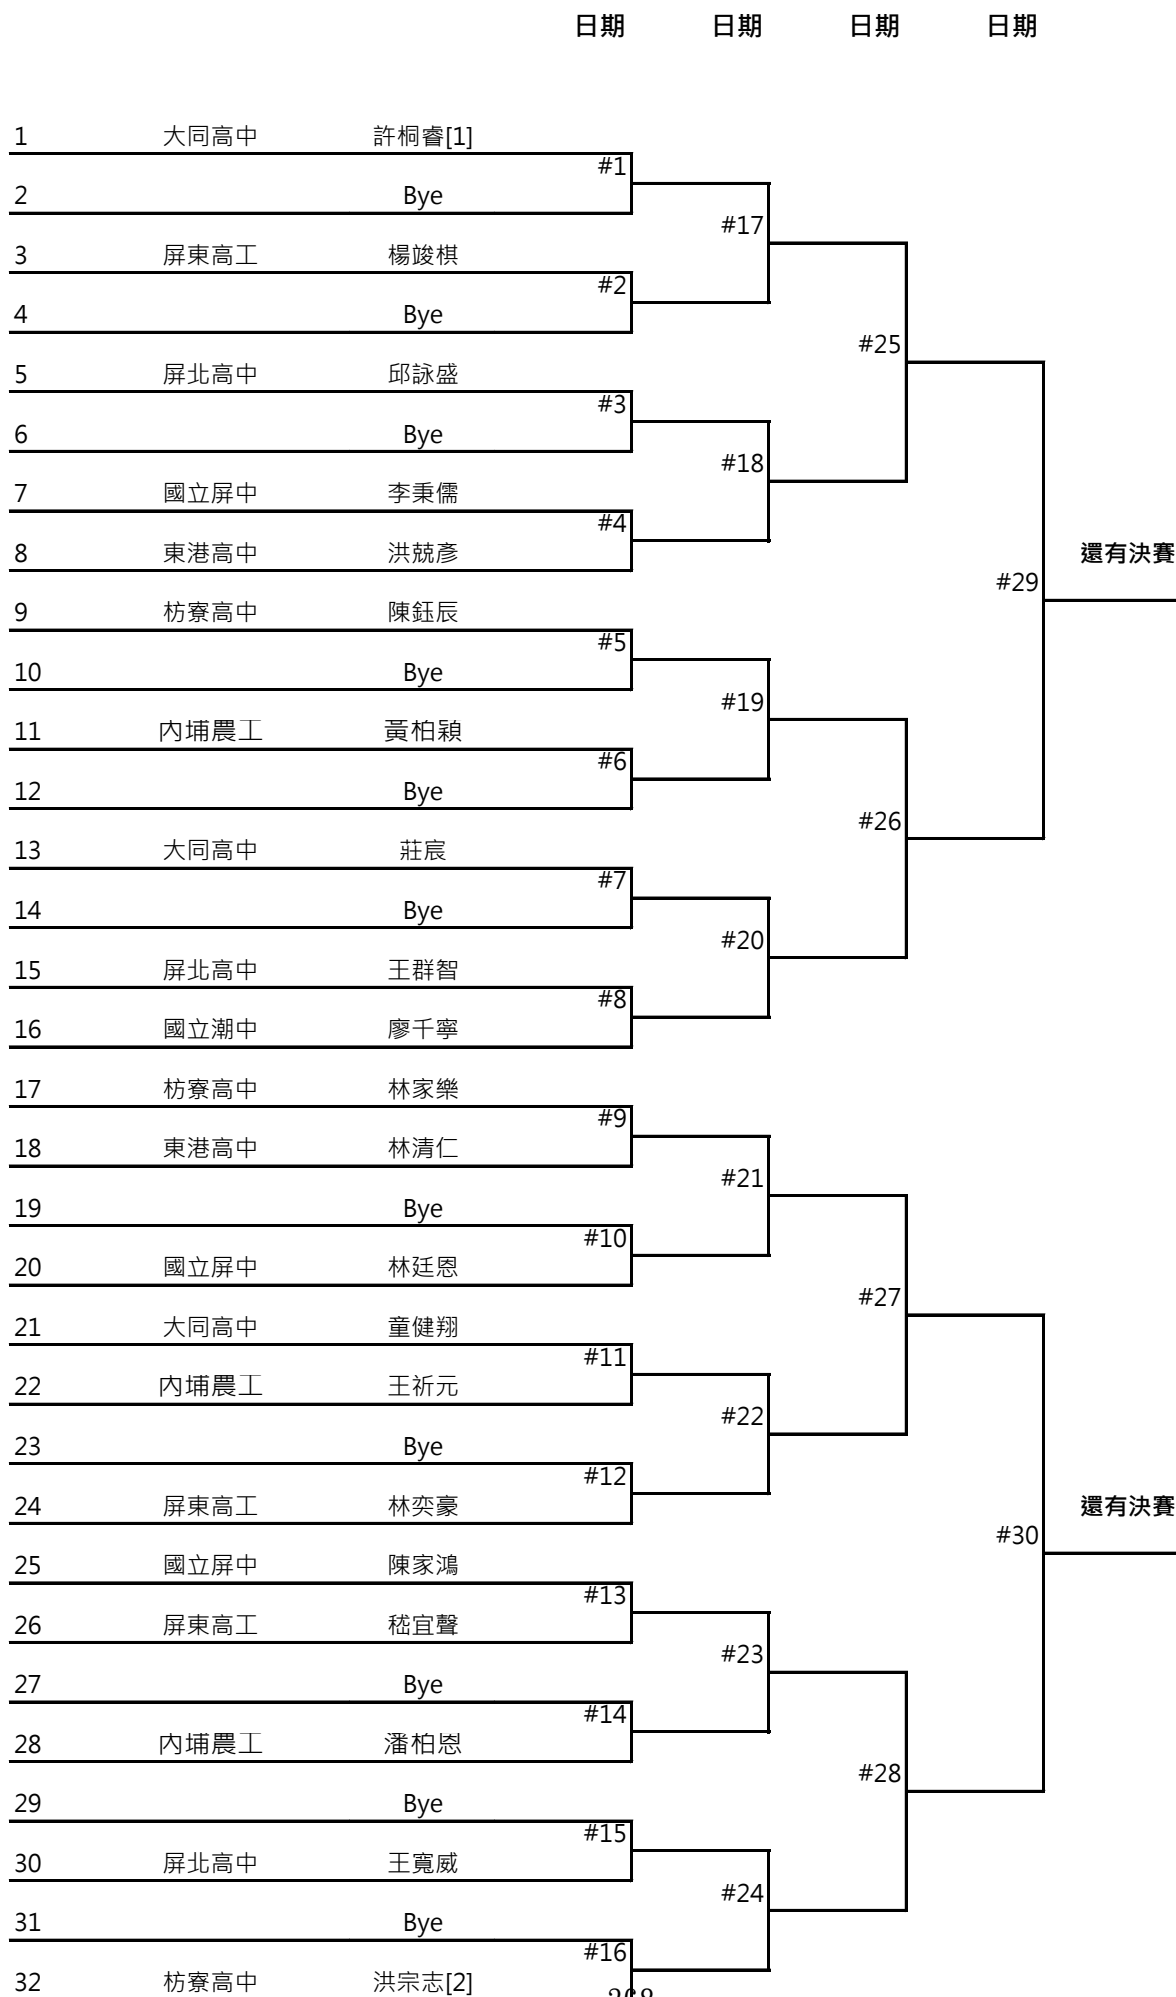 日期 日期 日期 日期
1 大同高中 許桐睿[1]
#1
2 Bye
#17
3 屏東高工 楊竣棋
#2
4 Bye
#25
5 屏北高中 邱詠盛
#3
6 Bye
#18
7 國立屏中 李秉儒
#4
8 東港高中 洪兢彥 還有決賽
#29
9 枋寮高中 陳鈺辰
#5
10 Bye
#19
11 內埔農工 黃柏穎
#6
12 Bye
#26
13 大同高中 莊宸
#7
14 Bye
#20
15 屏北高中 王群智
#8
16 國立潮中 廖千寧
17 枋寮高中 林家樂
#9
18 東港高中 林清仁
#21
19 Bye
#10
20 國立屏中 林廷恩
#27
21 大同高中 童健翔
#11
22 內埔農工 王祈元
#22
23 Bye
#12
24 屏東高工 林奕豪 還有決賽
#30
25 國立屏中 陳家鴻
#13
26 屏東高工 嵇宜聲
#23
27 Bye
#14
28 內埔農工 潘柏恩
#28
29 Bye
#15
30 屏北高中 王寬威
#24
31 Bye
#16
32 枋寮高中 洪宗志[2]